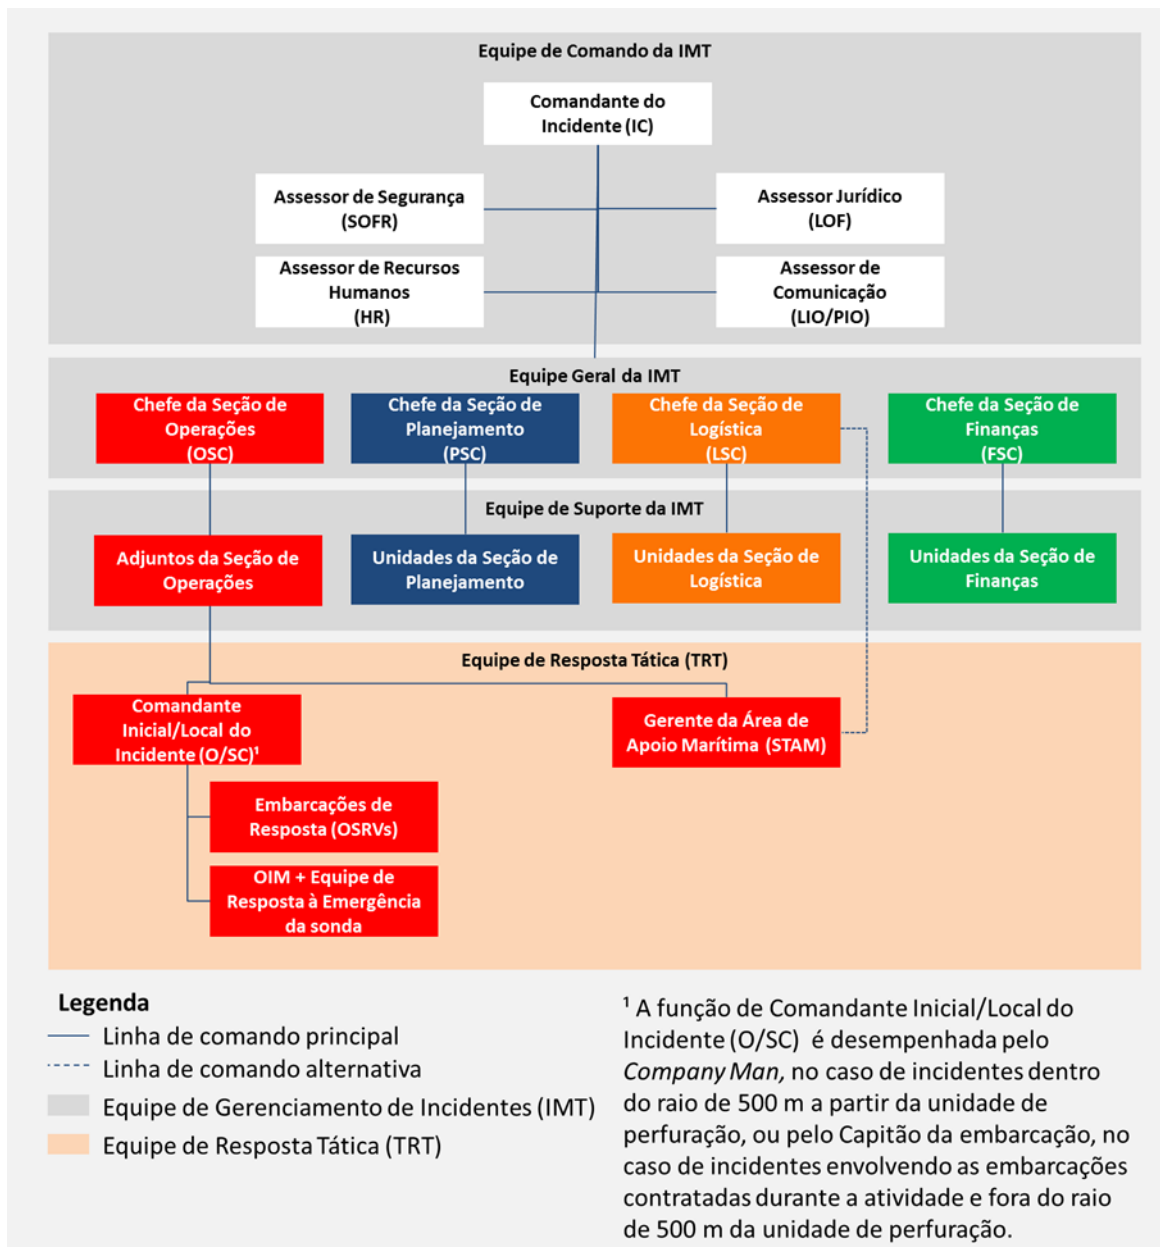 Equipe de Comando da IMT
Comandante do
Incidente (IC)
Assessor de Segurança
(SOFR)
Assessor Jurídico
(LOF)
Assessor de Recursos
Humanos
(HR)
Assessor de
Comunicação
(LIO/PIO)
Equipe Geral da IMT
Chefe da Seção de
Operações
(OSC)
Chefe da Seção de
Planejamento
(PSC)
Chefe da Seção de
Logística
(LSC)
Chefe da Seção de
Finanças
(FSC)
Equipe de Suporte da IMT
Adjuntos da Seção de
Operações
Unidades da Seção de
Planejamento
Unidades da Seção de
Logística
Unidades da Seção de
Finanças
Equipe de Resposta Tática (TRT)
Comandante
Inicial/Local do
Incidente (O/SC)¹
Gerente da Área de
Apoio Marítima (STAM)
Embarcações de
Resposta (OSRVs)
OIM + Equipe de
Resposta à Emergência
da sonda
Legenda
Linha de comando principal
Linha de comando alternativa
Equipe de Gerenciamento de Incidentes (IMT)
Equipe de Resposta Tática (TRT)
¹ A função de Comandante Inicial/Local do
Incidente (O/SC) é desempenhada pelo
Company Man, no caso de incidentes dentro
do raio de 500 m a partir da unidade de
perfuração, ou pelo Capitão da embarcação, no
caso de incidentes envolvendo as embarcações
contratadas durante a atividade e fora do raio
de 500 m da unidade de perfuração.